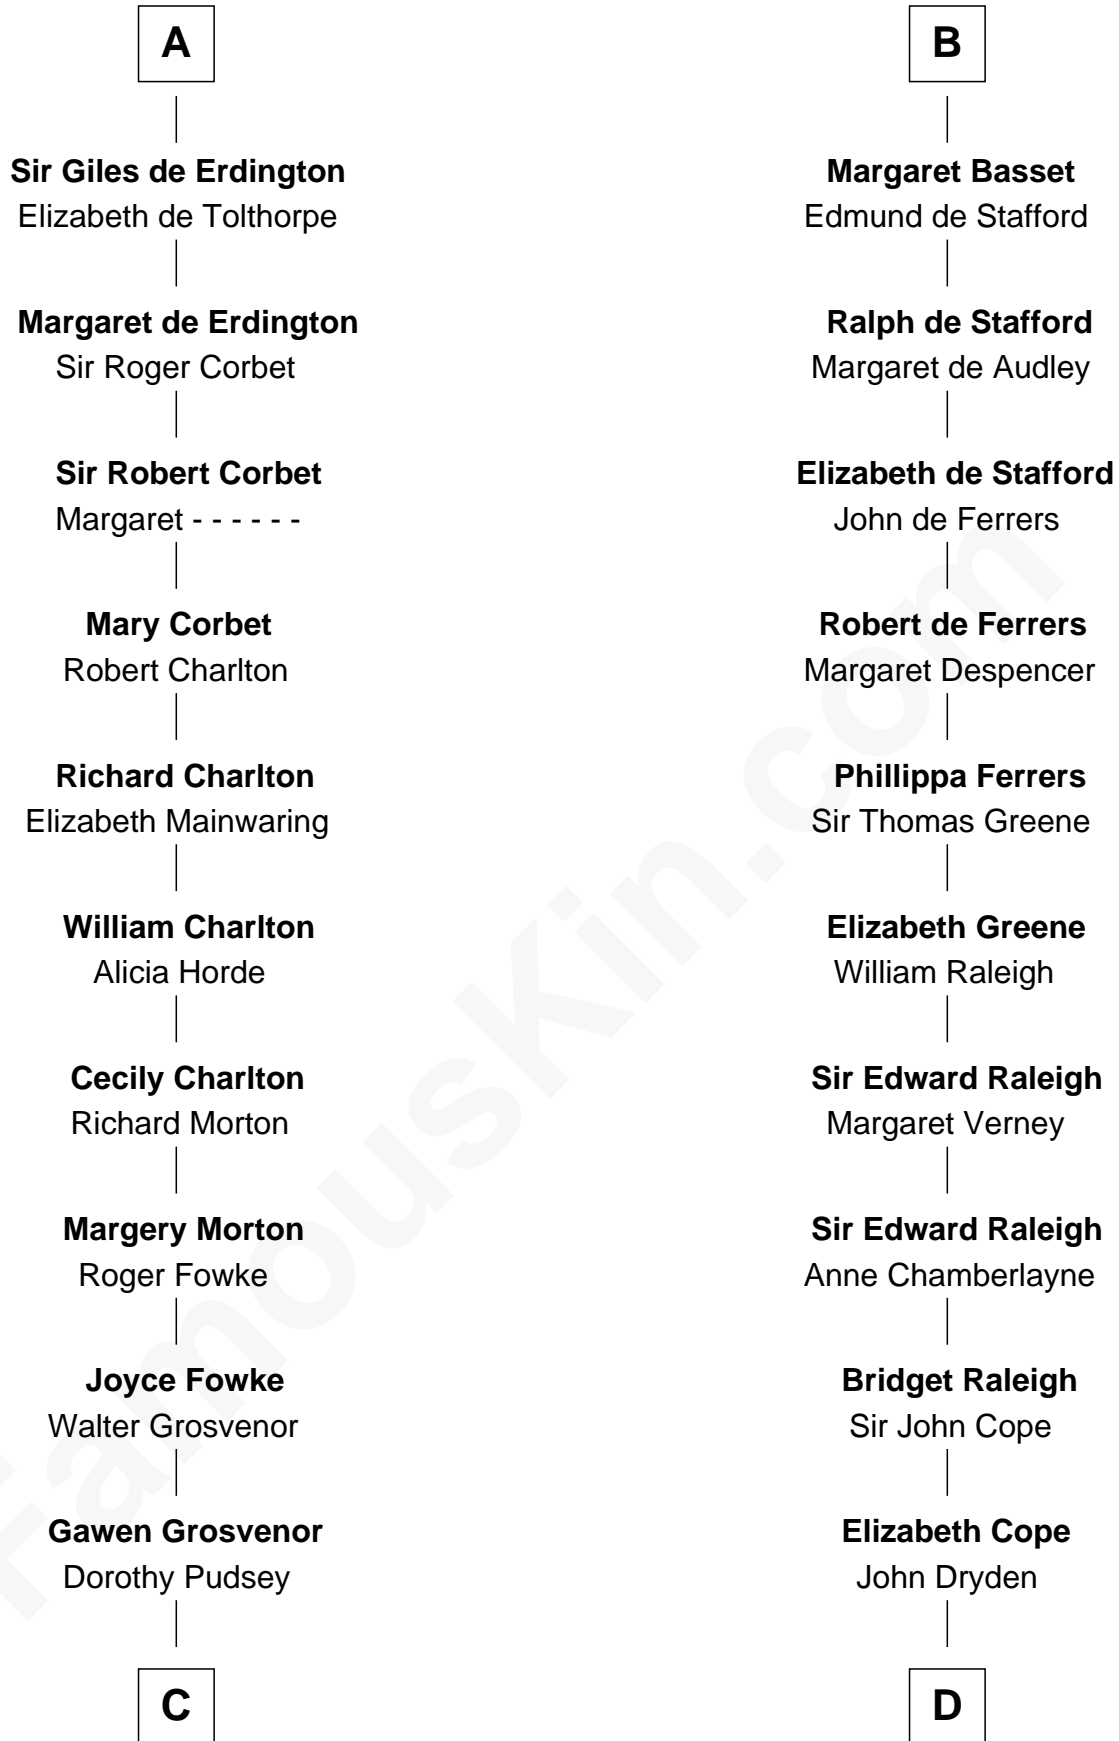 A
Sir Giles de Erdington
Elizabeth de Tolthorpe
Margaret de Erdington
Sir Roger Corbet
Sir Robert Corbet
Margaret - - - - - -
Mary Corbet
Robert Charlton
Richard Charlton
Elizabeth Mainwaring
William Charlton
Alicia Horde
Cecily Charlton
Richard Morton
Margery Morton
Roger Fowke
Joyce Fowke
Walter Grosvenor
Gawen Grosvenor
Dorothy Pudsey
C
B
Margaret Basset
Edmund de Stafford
Ralph de Stafford
Margaret de Audley
Elizabeth de Stafford
John de Ferrers
Robert de Ferrers
Margaret Despencer
Phillippa Ferrers
Sir Thomas Greene
Elizabeth Greene
William Raleigh
Sir Edward Raleigh
Margaret Verney
Sir Edward Raleigh
Anne Chamberlayne
Bridget Raleigh
Sir John Cope
Elizabeth Cope
John Dryden
D
FamousKin.com